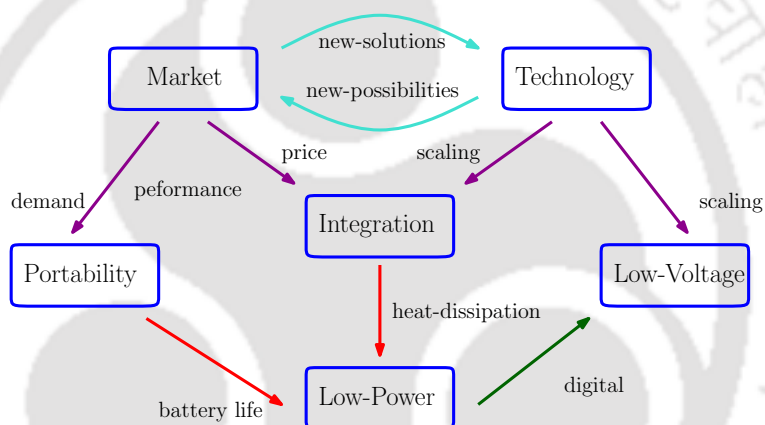 new-solutions
Market
Technology
new-possibilities
price
scaling
demand
peformance
scaling
Integration
Portability
Low-Voltage
heat-dissipation
digital
Low-Power
battery life